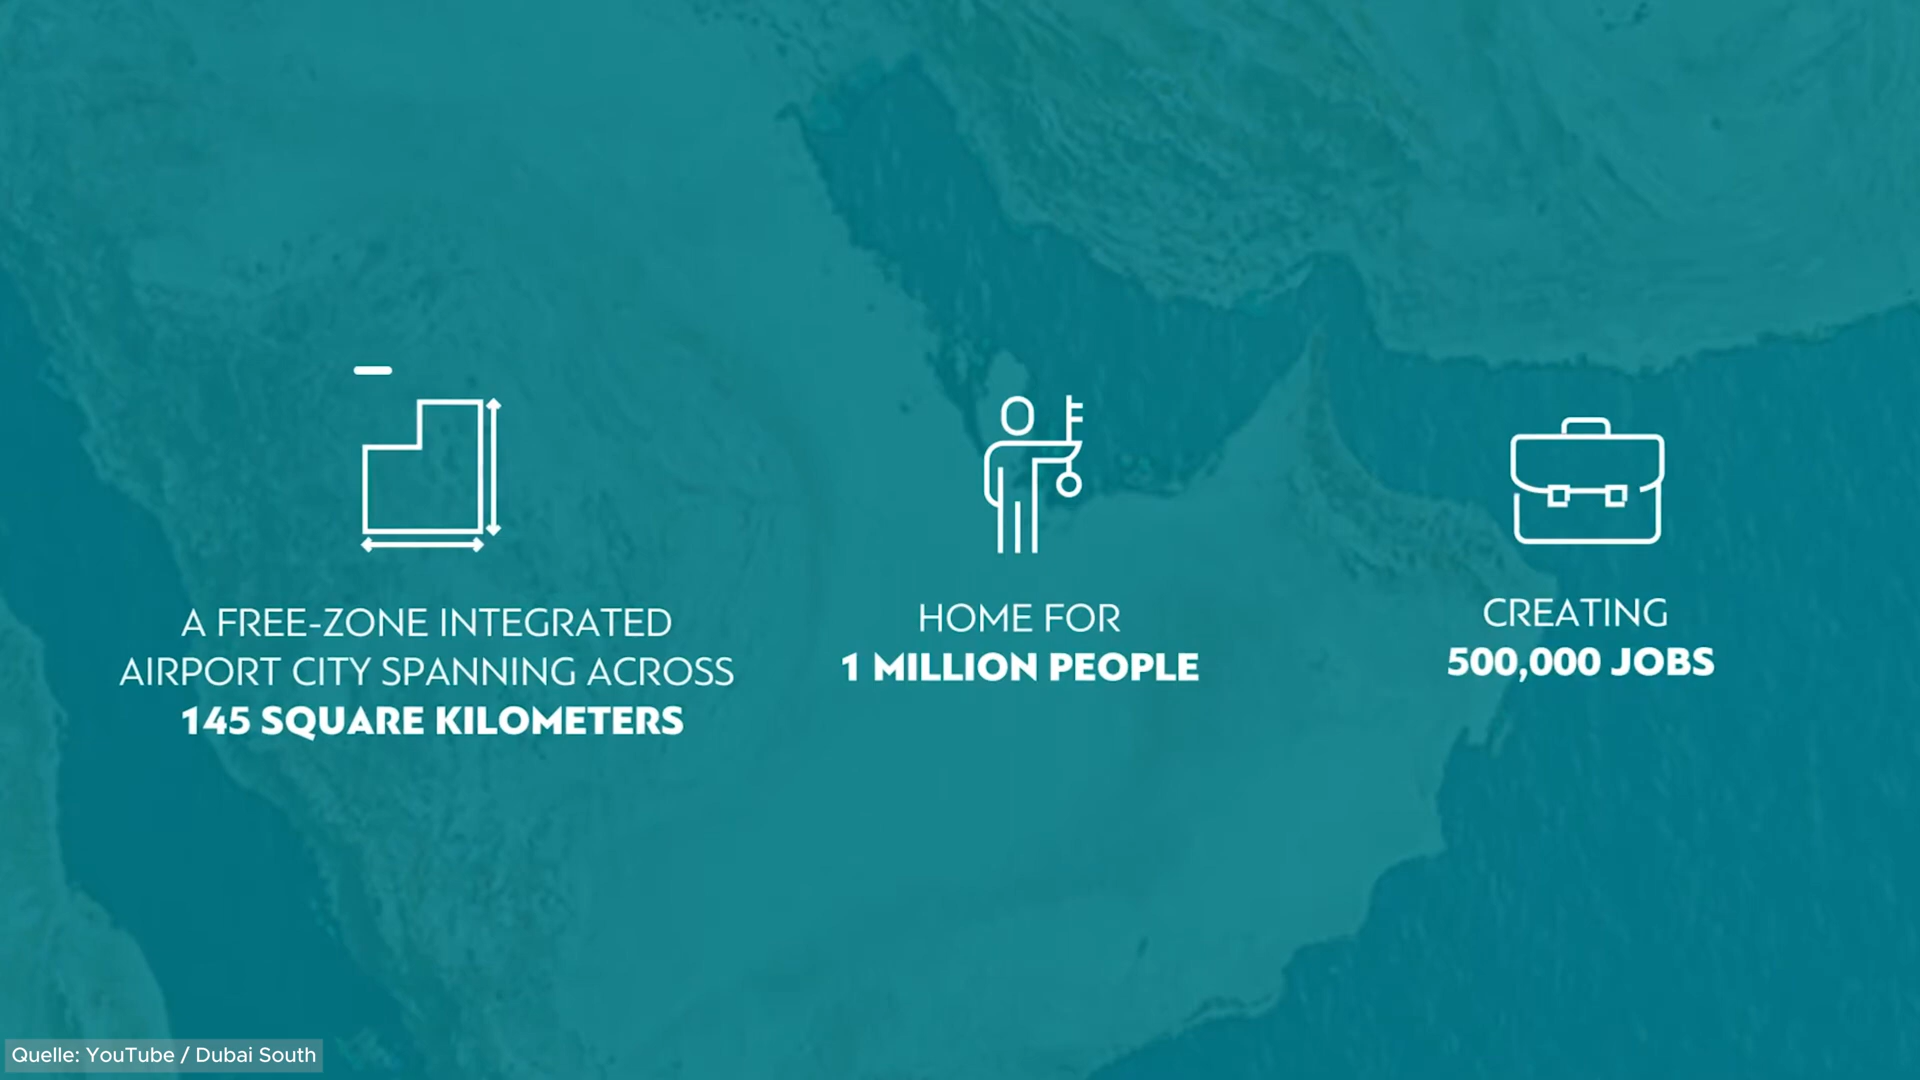 A FREE-ZONE INTEGRATED
AIRPORT CITY SPANNING ACROSS
145 SQUARE KILOMETERS
HOME FOR
1 MILLION PEOPLE
CREATING
500,000 JOBS
Quelle: YouTube / Dubai South